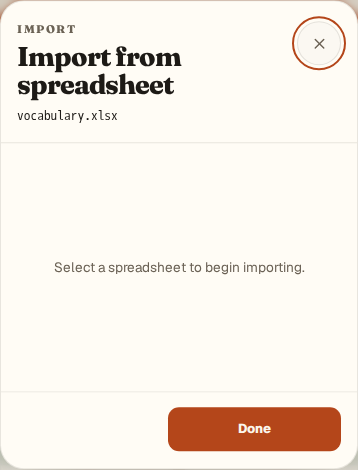 IMPORT
Import from
spreadsheet
vocabulary.xlsx
Select a spreadsheet to begin importing.
Done